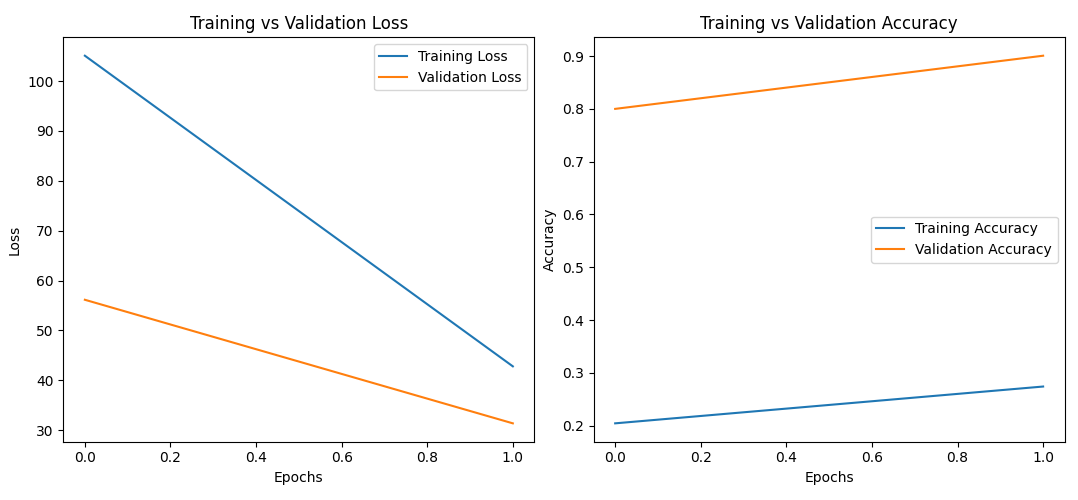 Training vs Validation Loss
Training Loss
Validation Loss
100
90
80
70
60
50
40
30
Loss
0.0 0.2 0.4 0.6 0.8 1.0
Epochs
Training vs Validation Accuracy
0.9
0.8
0.7
0.6
0.5
0.4
0.3
0.2
Accuracy
Training Accuracy
Validation Accuracy
0.0 0.2 0.4 0.6 0.8 1.0
Epochs